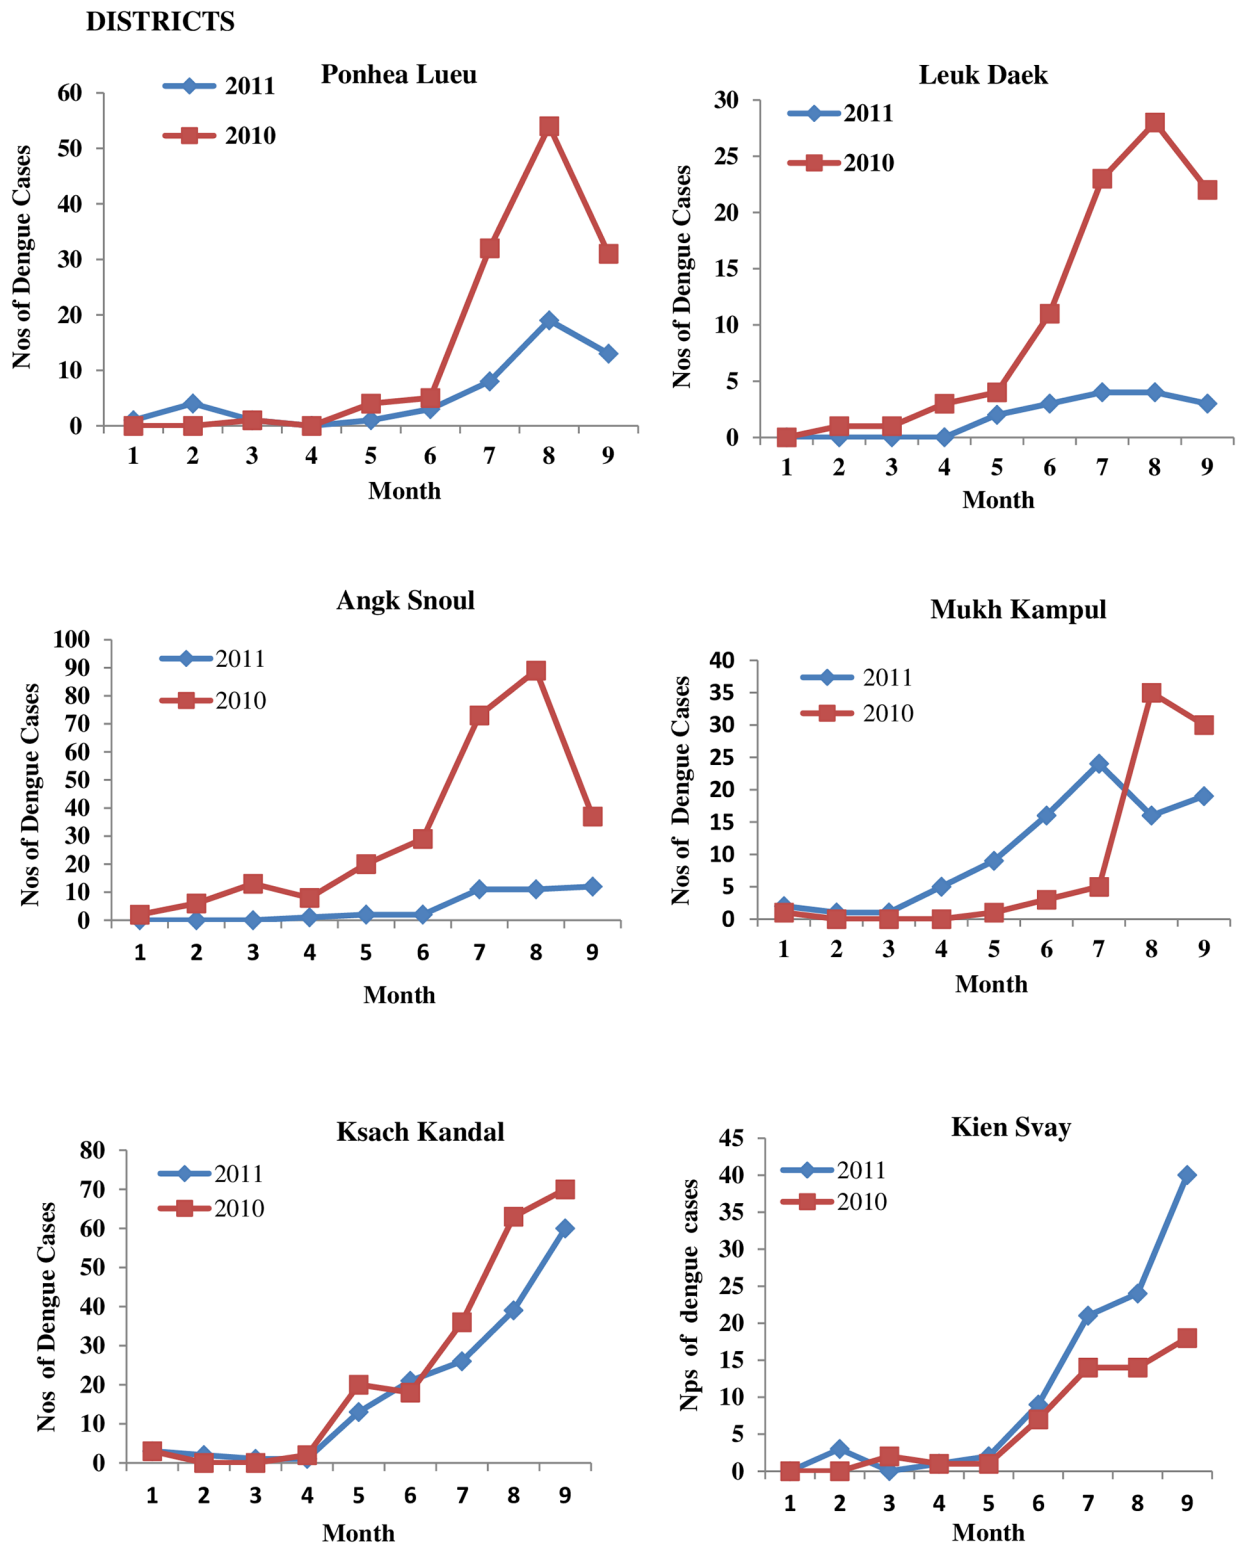 DISTRICTS
Ponhea Lueu
2011
2010
60
50
40
30
20
10
0
Nos of Dengue Cases
1 2 3 4 5 6 7 8 9
Month
Leuk Daek
2011
2010
30
25
20
15
10
5
0
Nos of Dengue Cases
1 2 3 4 5 6 7 8 9
Month
Angk Snoul
2011
2010
100
90
80
70
60
50
40
30
20
10
0
Nos of Dengue Cases
1 2 3 4 5 6 7 8 9
Month
Mukh Kampul
2011
2010
40
35
30
25
20
15
10
5
0
Nos of Dengue Cases
1 2 3 4 5 6 7 8 9
Month
Ksach Kandal
2011
2010
80
70
60
50
40
30
20
10
0
Nos of Dengue Cases
1 2 3 4 5 6 7 8 9
Month
Kien Svay
2011
2010
45
40
35
30
25
20
15
10
5
0
Nps of dengue cases
1 2 3 4 5 6 7 8 9
Month